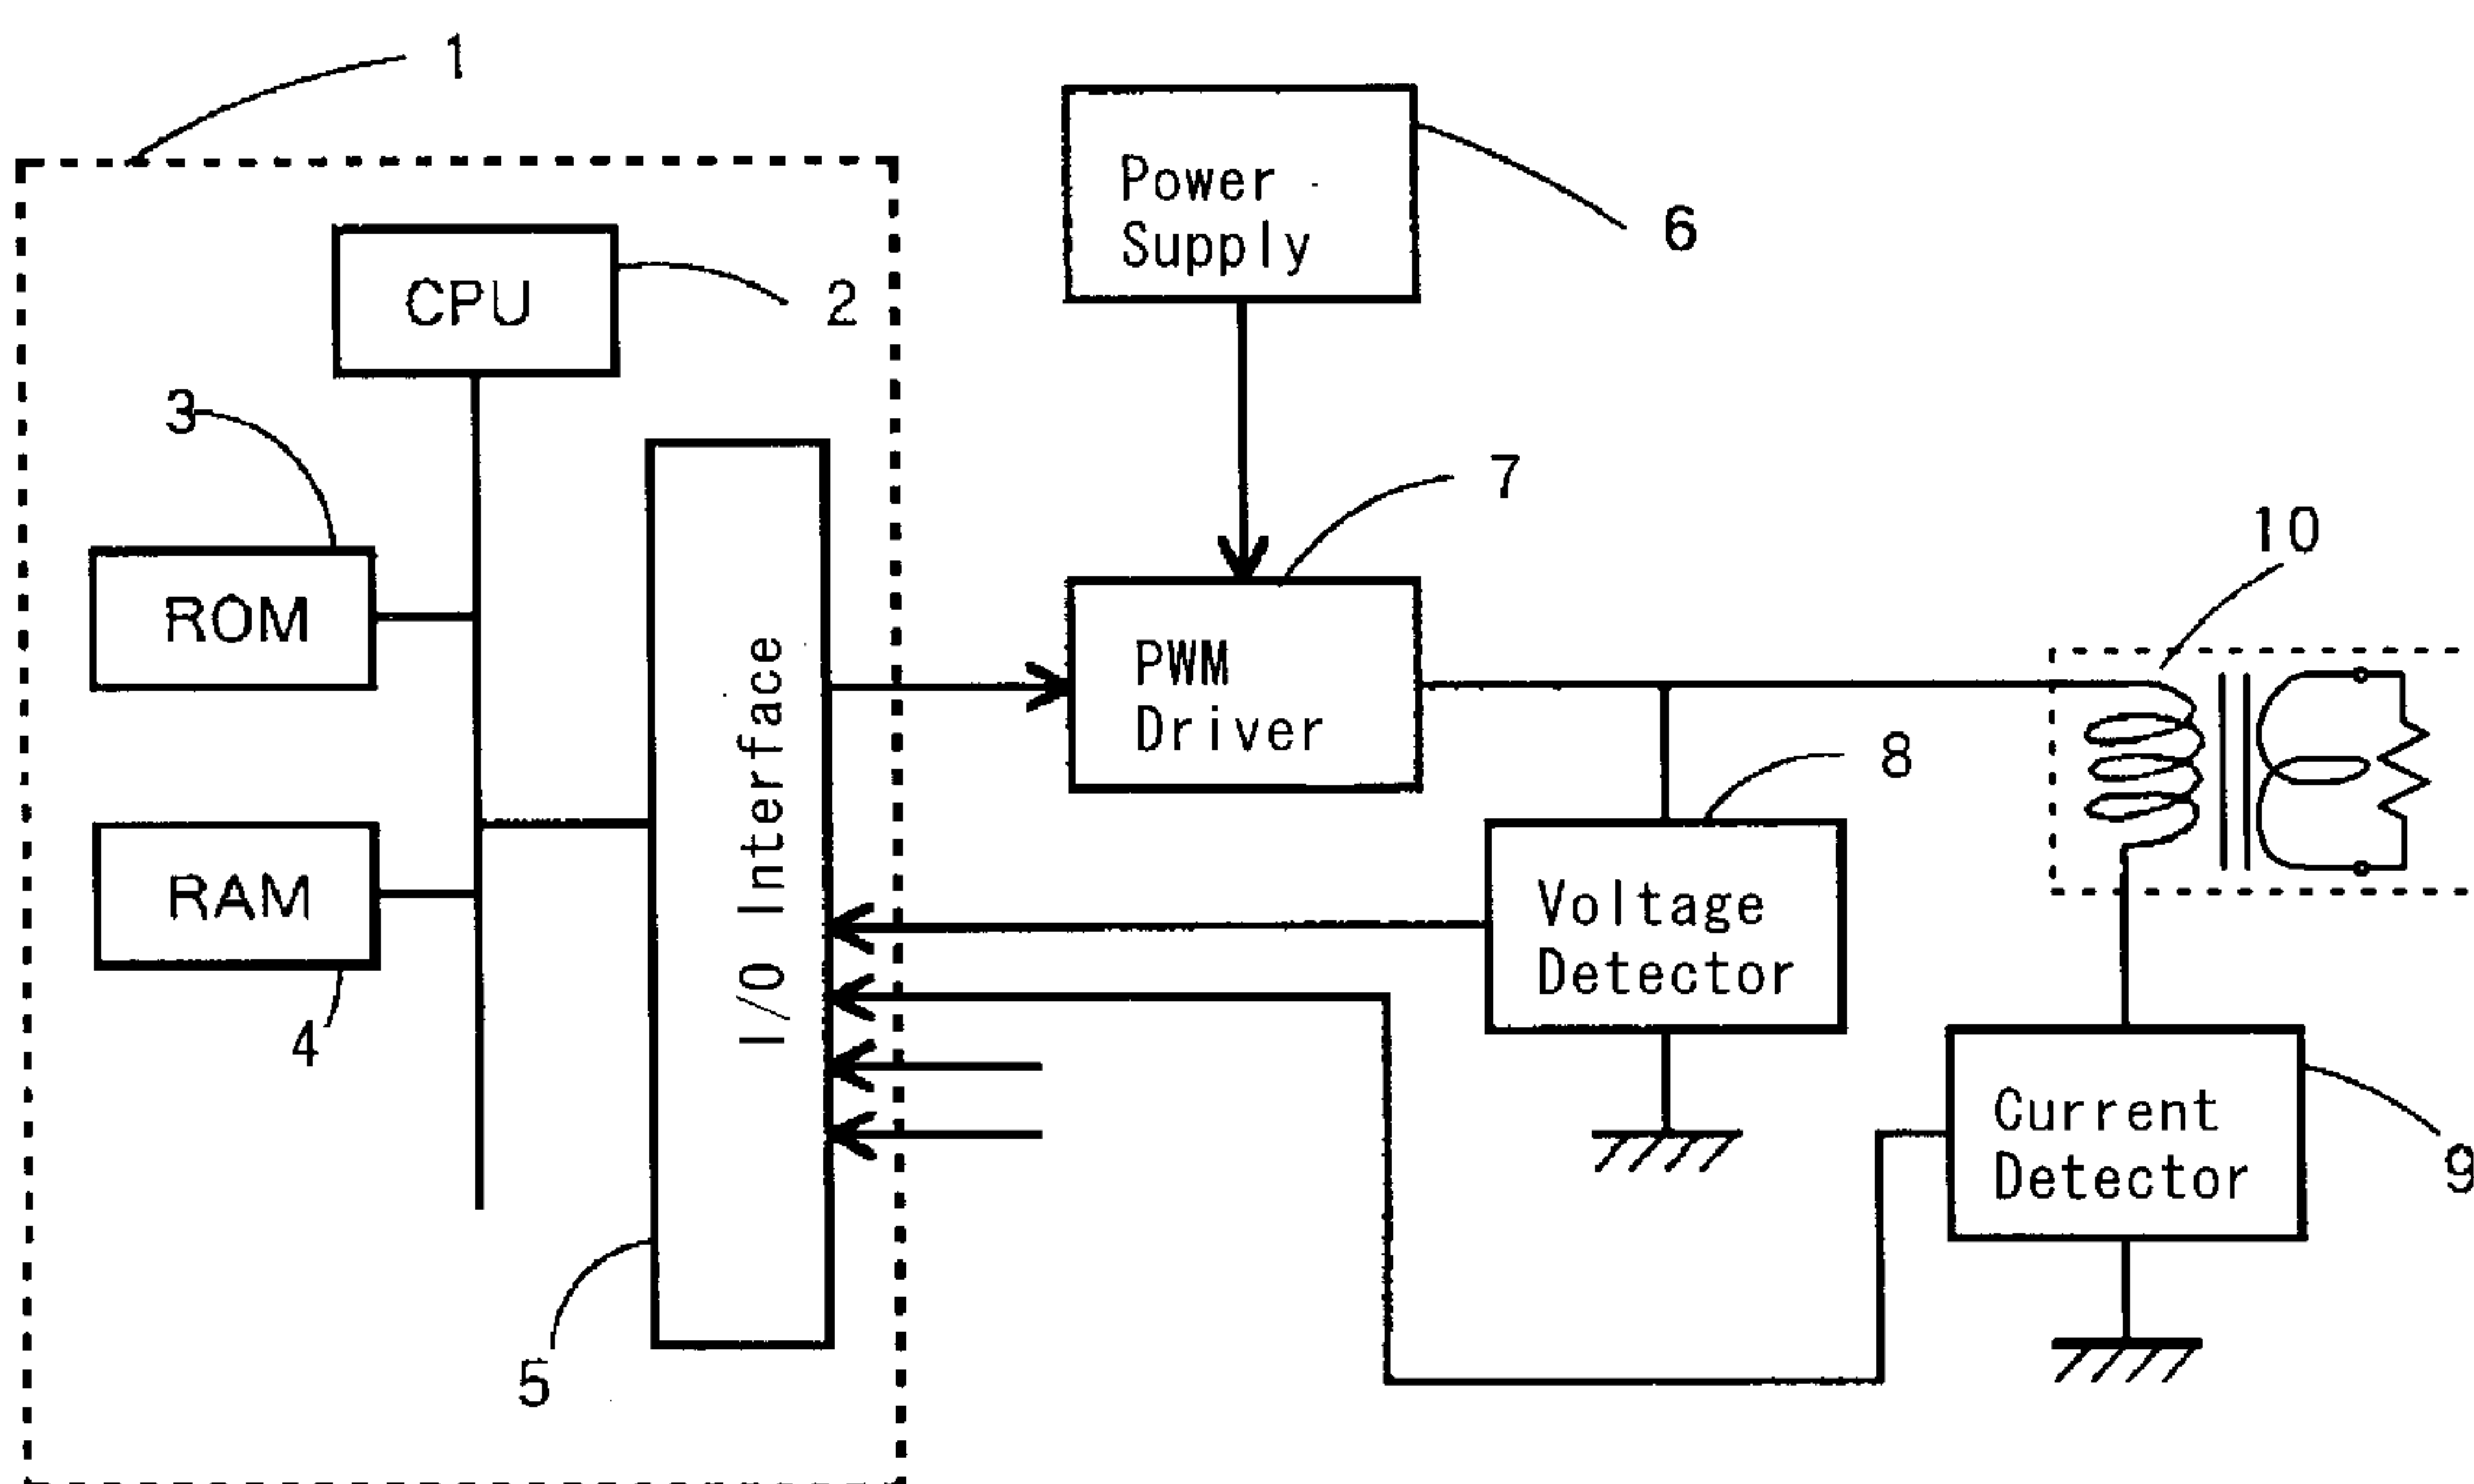 1
Power
Supply
6
CPU
2
3
ROM
RAM
4
I/O Interface
5
7
PWM
Driver
10
8
Voltage
Detector
Current
Detector
9